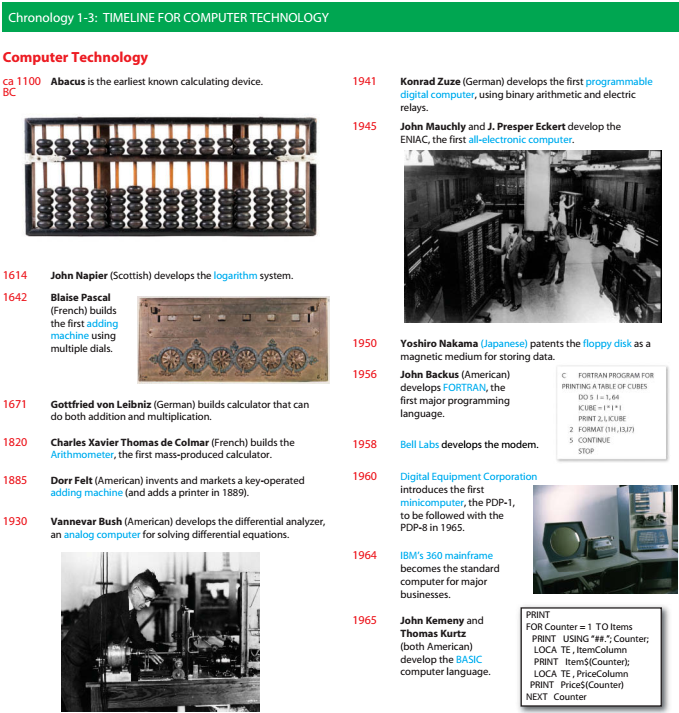 Chronology 1-3: TIMELINE FOR COMPUTER TECHNOLOGY
Computer Technology
ca 1100 BC Abacus is the earliest known calculating device.
1614 John Napier (Scottish) develops the logarithm system.
1642 Blaise Pascal
(French) builds
the first adding
machine using
multiple dials.
1671 Gottfried von Leibniz (German) builds calculator that can
do both addition and multiplication.
1820 Charles Xavier Thomas de Colmar (French) builds the
Arithmometer, the first mass-produced calculator.
1885 Dorr Felt (American) invents and markets a key-operated
adding machine (and adds a printer in 1889).
1930 Vannevar Bush (American) develops the differential analyzer,
an analog computer for solving differential equations.
1941 Konrad Zuze (German) develops the first programmable
digital computer, using binary arithmetic and electric
relays.
1945 John Mauchly and J. Presper Eckert develop the
ENIAC, the first all-electronic computer.
1950 Yoshiro Nakama (Japanese) patents the floppy disk as a
magnetic medium for storing data.
1956 John Backus (American)
develops FORTRAN, the
first major programming
language.
C FORTRAN PROGRAM FOR
PRINTING A TABLE OF CUBES
DO 5 I = 1, 64
ICUBE = I * I * I
PRINT 2, I, ICUBE
2 FORMAT (1H , I3,I7)
5 CONTINUE
STOP
1958 Bell Labs develops the modem.
1960 Digital Equipment Corporation
introduces the first
minicomputer, the PDP-1,
to be followed with the
PDP-8 in 1965.
1964 IBM's 360 mainframe
becomes the standard
computer for major
businesses.
1965 John Kemeny and
Thomas Kurtz
(both American)
develop the BASIC
computer language.
PRINT
FOR Counter = 1 TO Items
PRINT USING "##."; Counter;
LOCA TE , ItemColumn
PRINT Item$(Counter);
LOCA TE , PriceColumn
PRINT Price$(Counter)
NEXT Counter